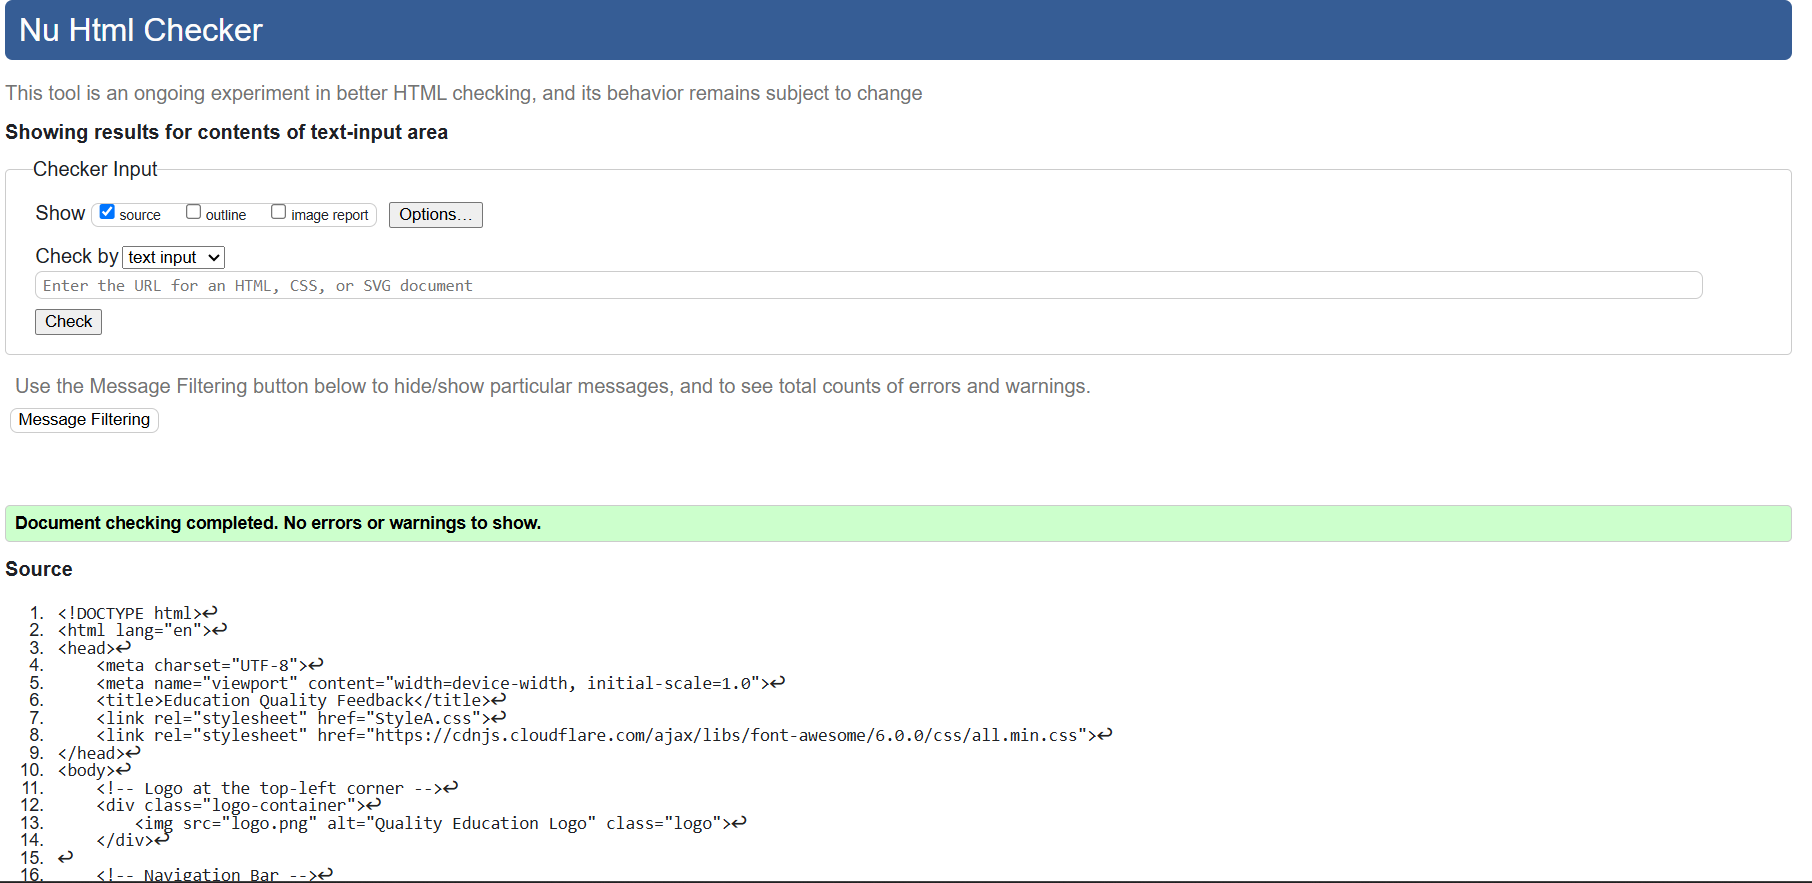 Nu Html Checker
This tool is an ongoing experiment in better HTML checking, and its behavior remains subject to change
Showing results for contents of text-input area
Checker Input
Show source outline image report Options...
Check by text input
Enter the URL for an HTML, CSS, or SVG document
Check
Use the Message Filtering button below to hide/show particular messages, and to see total counts of errors and warnings.
Message Filtering
Document checking completed. No errors or warnings to show.
Source
1. <!DOCTYPE html>↩
2. <html lang="en">↩
3. <head>↩
4.     <meta charset="UTF-8">↩
5.     <meta name="viewport" content="width=device-width, initial-scale=1.0">↩
6.     <title>Education Quality Feedback</title>↩
7.     <link rel="stylesheet" href="StyleA.css">↩
8.     <link rel="stylesheet" href="https://cdnjs.cloudflare.com/ajax/libs/font-awesome/6.0.0/css/all.min.css">↩
9. </head>↩
10. <body>↩
11.     <!-- Logo at the top-left corner -->↩
12.     <div class="logo-container">↩
13.         <img src="logo.png" alt="Quality Education Logo" class="logo">↩
14.     </div>↩
15. ↩
16.     <!-- Navigation Bar -->↩